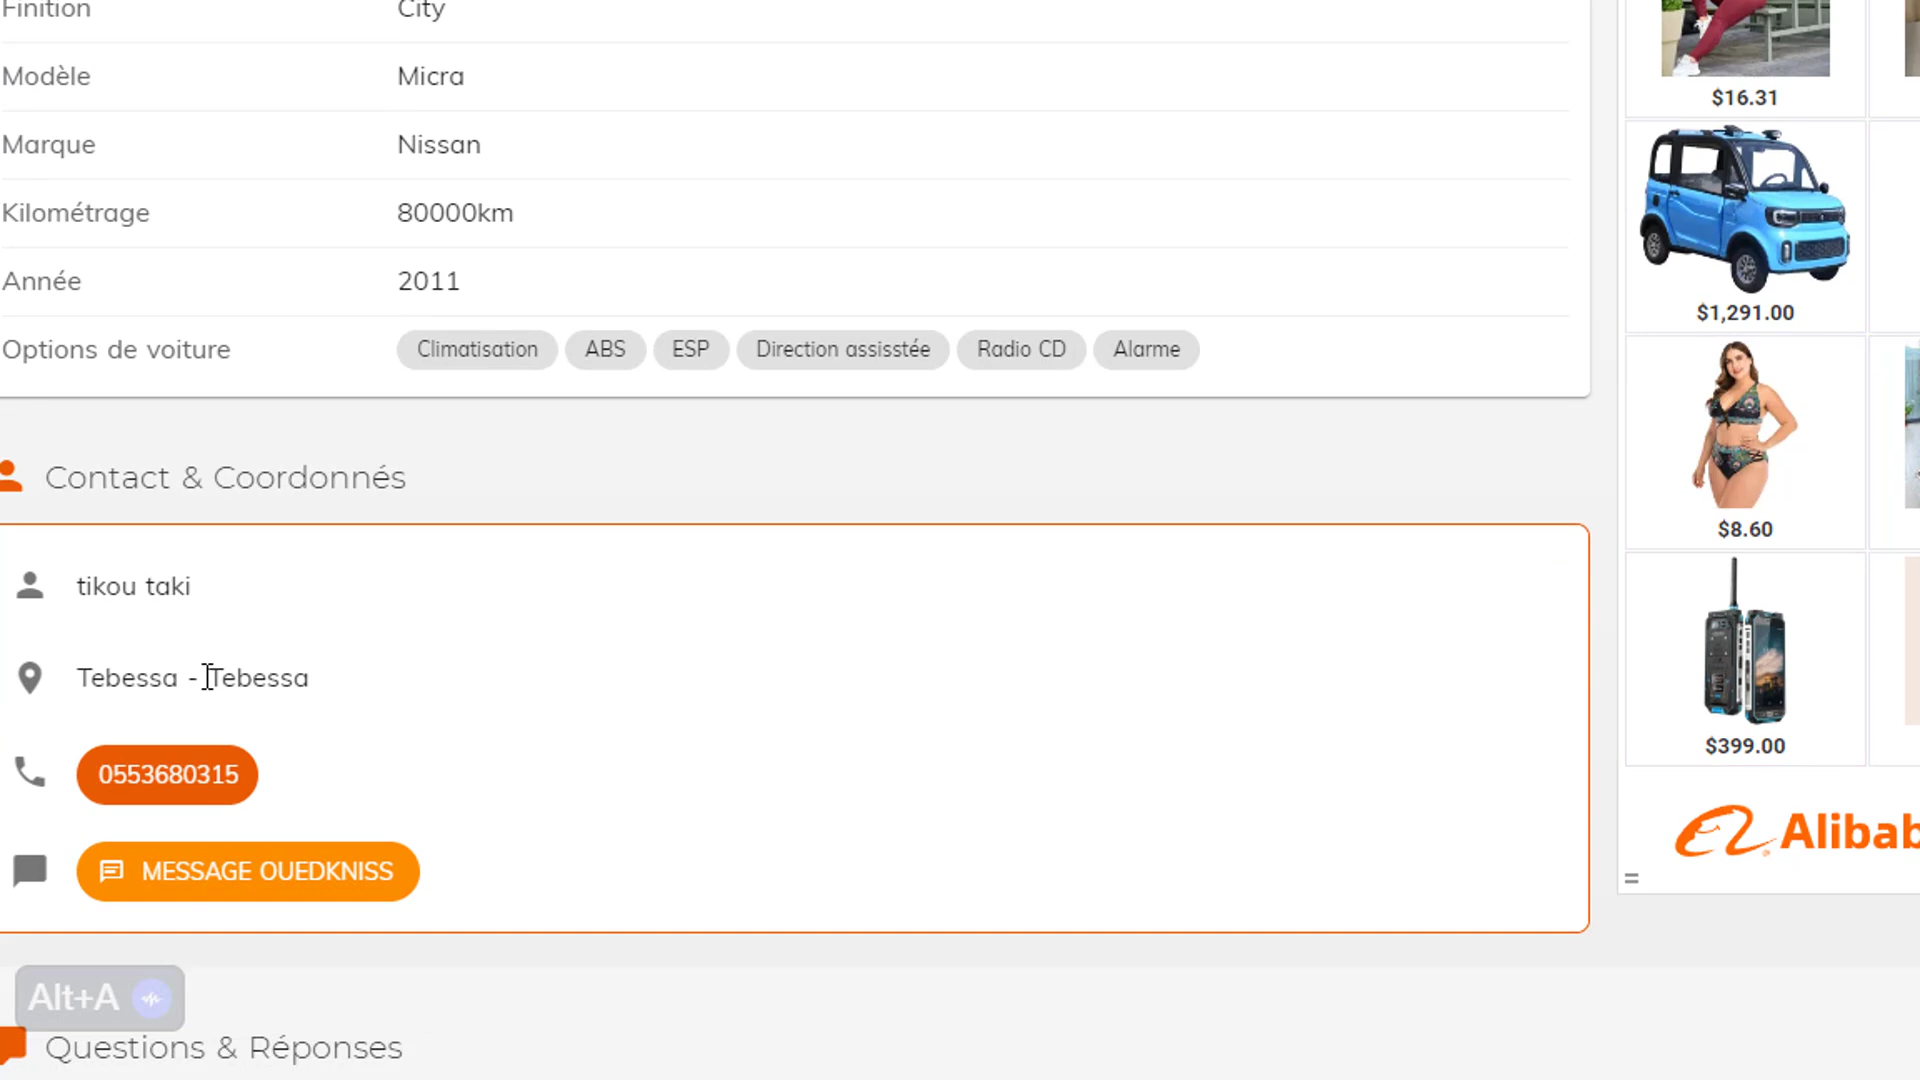 Finition City
Modèle Micra
Marque Nissan
Kilométrage 80000km
Année 2011
Options de voiture Climatisation ABS ESP Direction assisstée Radio CD Alarme
Contact & Coordonnés
tikou taki
Tebessa - Tebessa
0553680315
MESSAGE OUEDKNISS
Alt+A
Questions & Réponses
$16.31
$1,291.00
$8.60
$399.00
Alibab